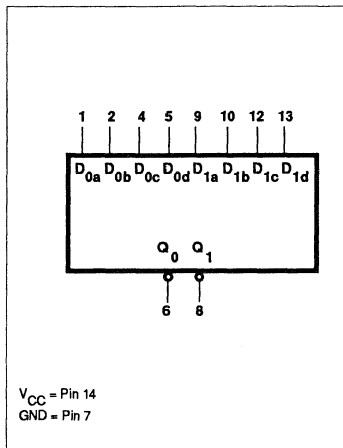 1 2 4 5 9 10 12 13
D0a D0b D0c D0d D1a D1b D1c D1d
Q0 Q1
6 8
VCC = Pin 14
GND = Pin 7